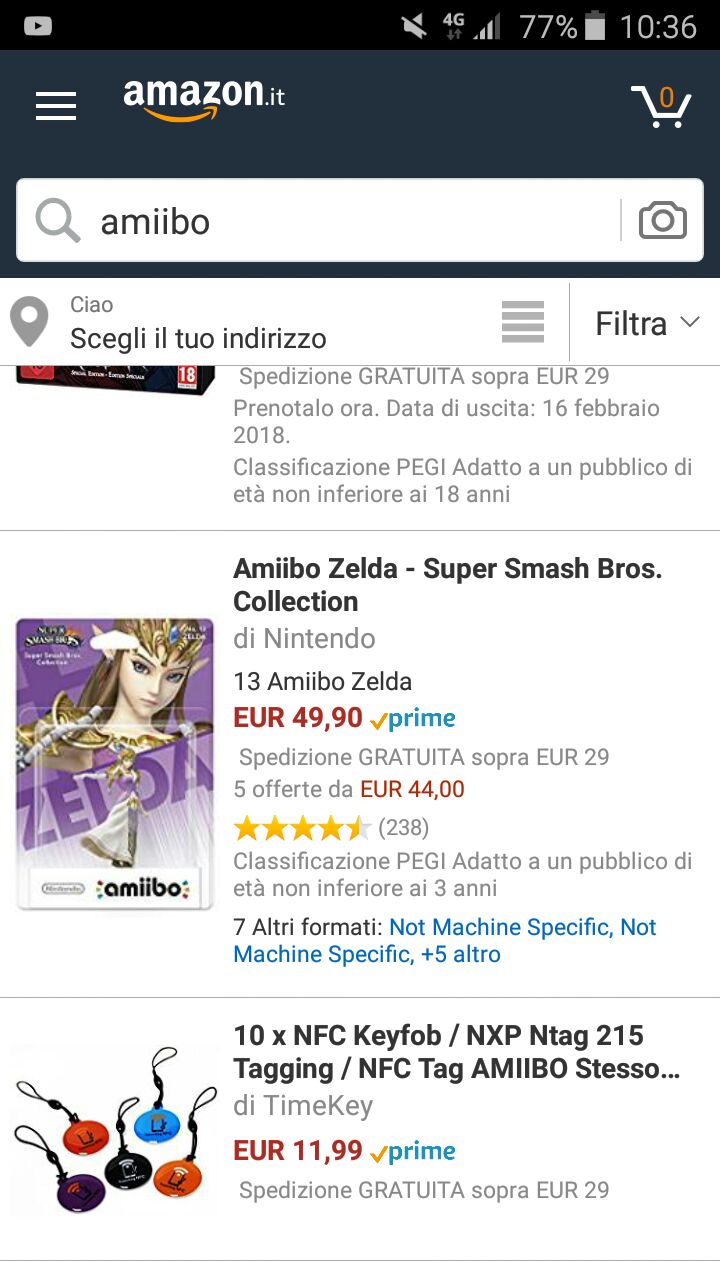 4G 77% 10:36
amazon.it
0
amiibo
Ciao
Scegli il tuo indirizzo
Filtra
SPECIAL EDITION - EDITION SPECIALE
18
Spedizione GRATUITA sopra EUR 29
Prenotalo ora. Data di uscita: 16 febbraio
2018.
Classificazione PEGI Adatto a un pubblico di
età non inferiore ai 18 anni
SUPER
SMASH BROS.
Super Smash Bros.
Collection
No. 13
ZELDA
ZELDA
Nintendo
amiibo
Amiibo Zelda - Super Smash Bros.
Collection
di Nintendo
13 Amiibo Zelda
EUR 49,90 prime
Spedizione GRATUITA sopra EUR 29
5 offerte da EUR 44,00
(238)
Classificazione PEGI Adatto a un pubblico di
età non inferiore ai 3 anni
7 Altri formati: Not Machine Specific, Not
Machine Specific, +5 altro
10 x NFC Keyfob / NXP Ntag 215
Tagging / NFC Tag AMIIBO Stesso...
di TimeKey
EUR 11,99 prime
Spedizione GRATUITA sopra EUR 29